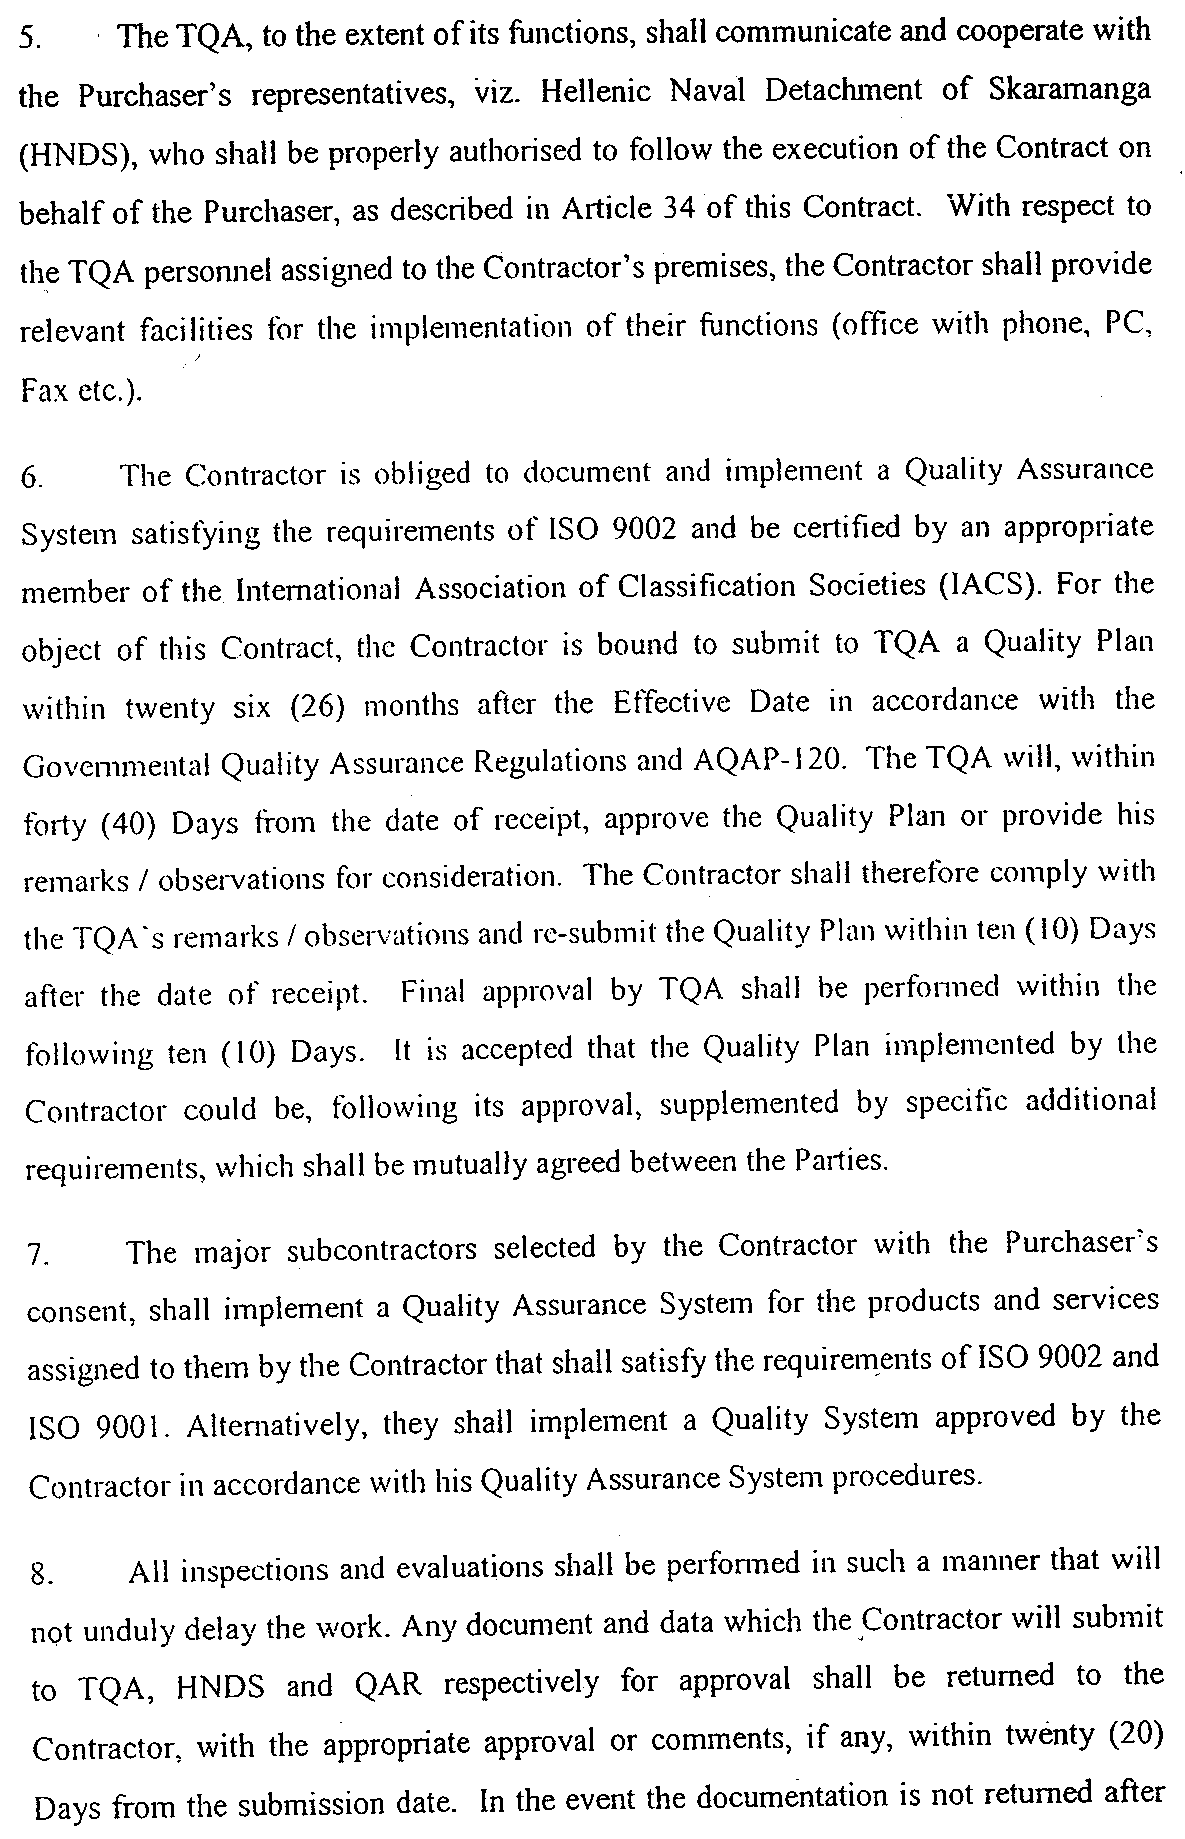 5. The TQA, to the extent of its functions, shall communicate and cooperate with
the Purchaser's representatives, viz. Hellenic Naval Detachment of Skaramanga
(HNDS), who shall be properly authorised to follow the execution of the Contract on
behalf of the Purchaser, as described in Article 34 of this Contract. With respect to
the TQA personnel assigned to the Contractor's premises, the Contractor shall provide
relevant facilities for the implementation of their functions (office with phone, PC,
Fax etc.).
6. The Contractor is obliged to document and implement a Quality Assurance
System satisfying the requirements of ISO 9002 and be certified by an appropriate
member of the International Association of Classification Societies (IACS). For the
object of this Contract, the Contractor is bound to submit to TQA a Quality Plan
within twenty six (26) months after the Effective Date in accordance with the
Governmental Quality Assurance Regulations and AQAP-120. The TQA will, within
forty (40) Days from the date of receipt, approve the Quality Plan or provide his
remarks / observations for consideration. The Contractor shall therefore comply with
the TQA's remarks / observations and re-submit the Quality Plan within ten (10) Days
after the date of receipt. Final approval by TQA shall be performed within the
following ten (10) Days. It is accepted that the Quality Plan implemented by the
Contractor could be, following its approval, supplemented by specific additional
requirements, which shall be mutually agreed between the Parties.
7. The major subcontractors selected by the Contractor with the Purchaser's
consent, shall implement a Quality Assurance System for the products and services
assigned to them by the Contractor that shall satisfy the requirements of ISO 9002 and
ISO 9001. Alternatively, they shall implement a Quality System approved by the
Contractor in accordance with his Quality Assurance System procedures.
8. All inspections and evaluations shall be performed in such a manner that will
not unduly delay the work. Any document and data which the Contractor will submit
to TQA, HNDS and QAR respectively for approval shall be returned to the
Contractor, with the appropriate approval or comments, if any, within twenty (20)
Days from the submission date. In the event the documentation is not returned after